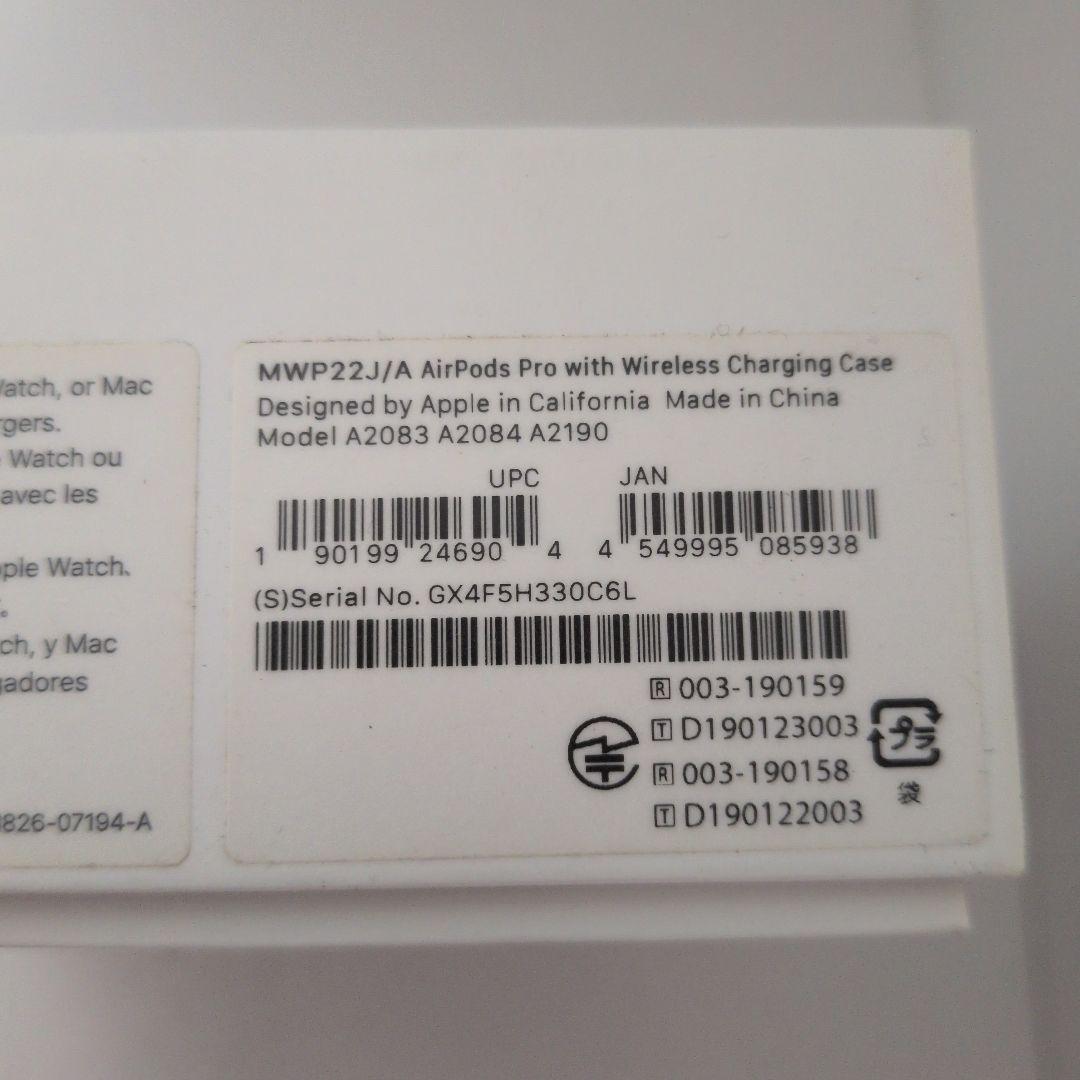 Watch, or Mac
rgers.
Watch ou
avec les
ple Watch.
ch, y Mac
gadores
826-07194-A
MWP22J/A AirPods Pro with Wireless Charging Case
Designed by Apple in California Made in China
Model A2083 A2084 A2190
UPC JAN
1 90199 24690 4 4 549995 085938
(S)Serial No. GX4F5H330C6L
R 003-190159
T D190123003
R 003-190158
T D190122003
プラ
袋